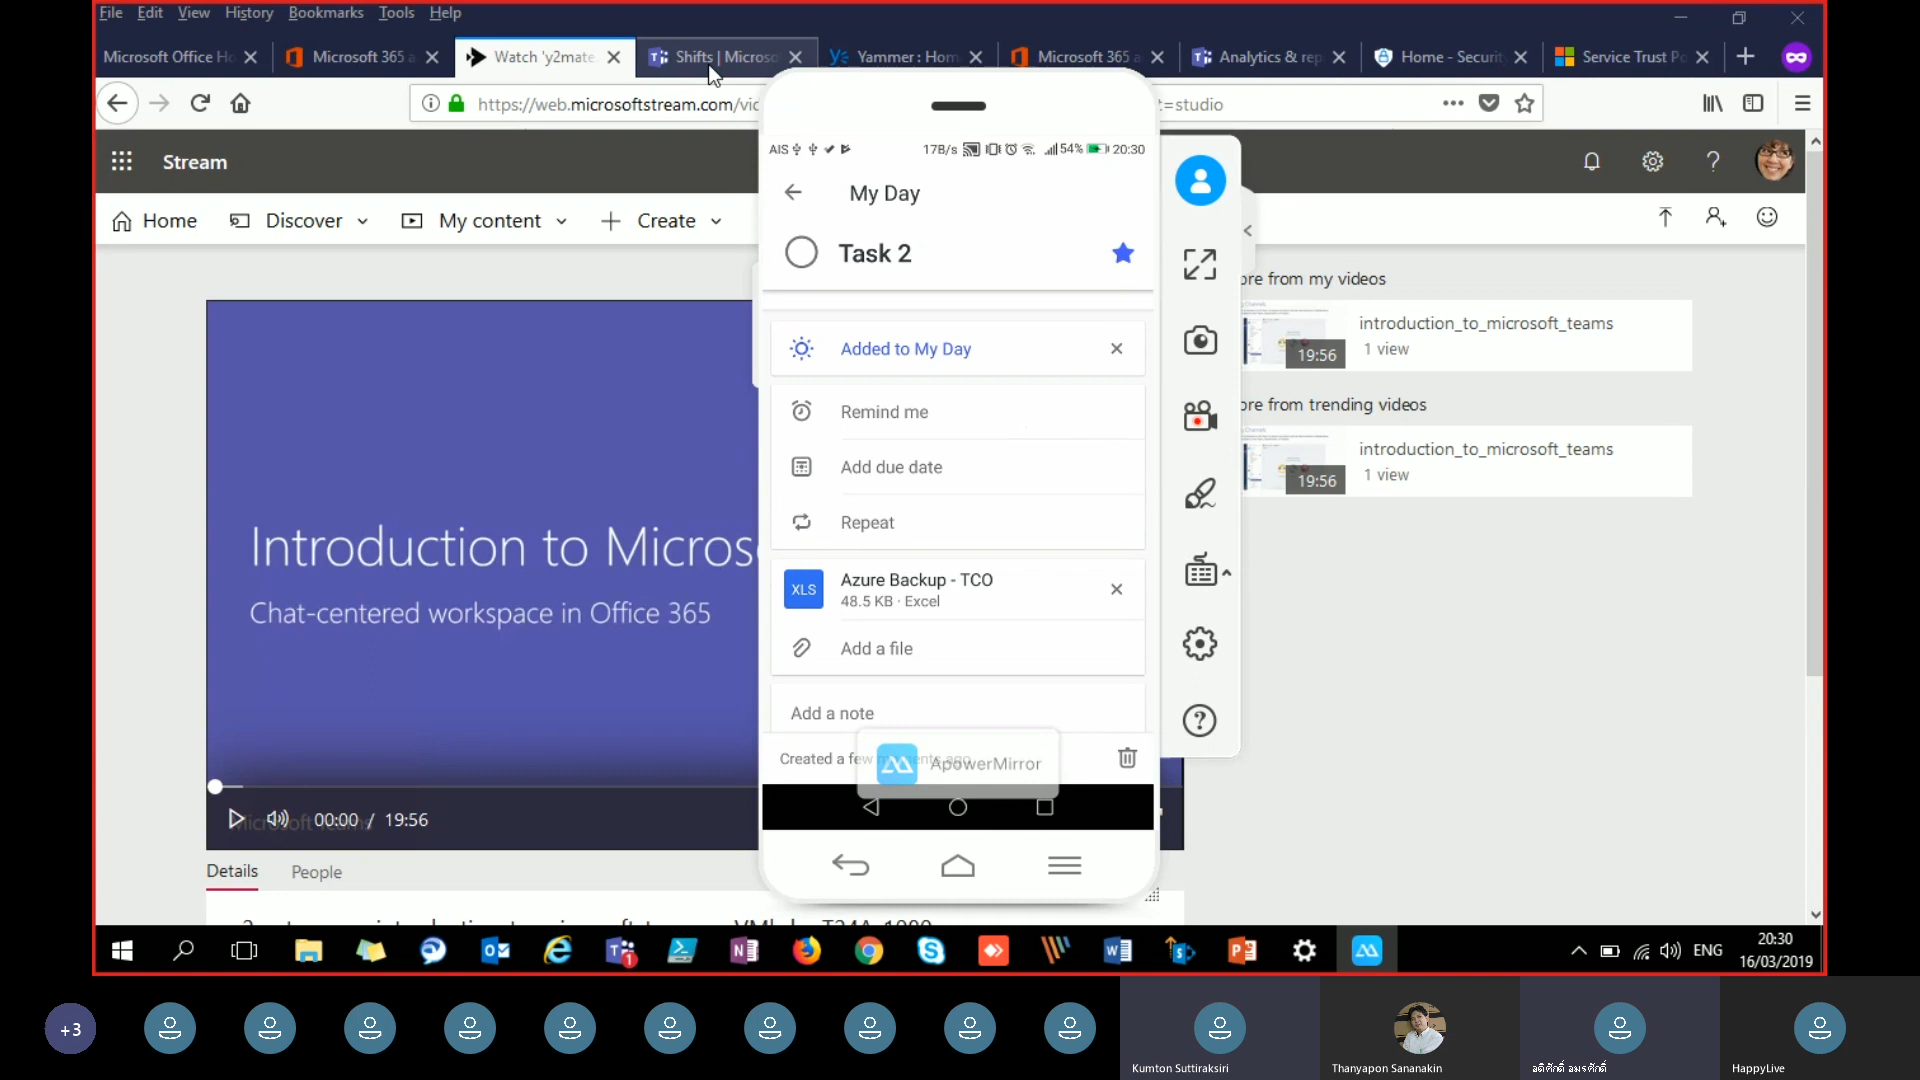 File Edit View History Bookmarks Tools Help
Microsoft Office Ho
Microsoft 365 a
Watch 'y2mate.
Shifts | Microso
Yammer : Hom
Microsoft 365 a
Analytics & rep
Home - Securit
Service Trust Po
https://web.microsoftstream.com/vic
t=studio
Stream
Home
Discover
My content
Create
AIS
17B/s
54%
20:30
My Day
Task 2
Added to My Day
Remind me
Add due date
Repeat
XLS
Azure Backup - TCO
48.5 KB · Excel
Add a file
Add a note
Created a few moments ago
ApowerMirror
ore from my videos
introduction_to_microsoft_teams
1 view
19:56
ore from trending videos
introduction_to_microsoft_teams
1 view
19:56
Introduction to Micros
Chat-centered workspace in Office 365
Microsoft Teams
00:00 / 19:56
Details
People
ENG
20:30
16/03/2019
+3
Kumton Suttiraksiri
Thanyapon Sananakin
HappyLive